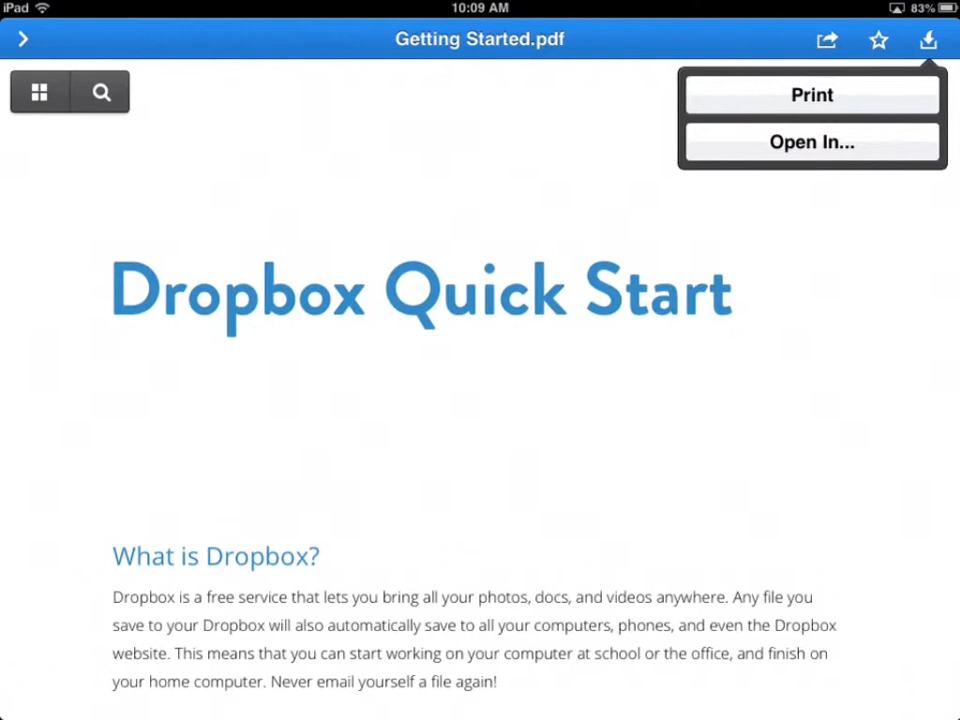 iPad 10:09 AM 83%
Getting Started.pdf
Print
Open In...
Dropbox Quick Start
What is Dropbox?
Dropbox is a free service that lets you bring all your photos, docs, and videos anywhere. Any file you
save to your Dropbox will also automatically save to all your computers, phones, and even the Dropbox
website. This means that you can start working on your computer at school or the office, and finish on
your home computer. Never email yourself a file again!